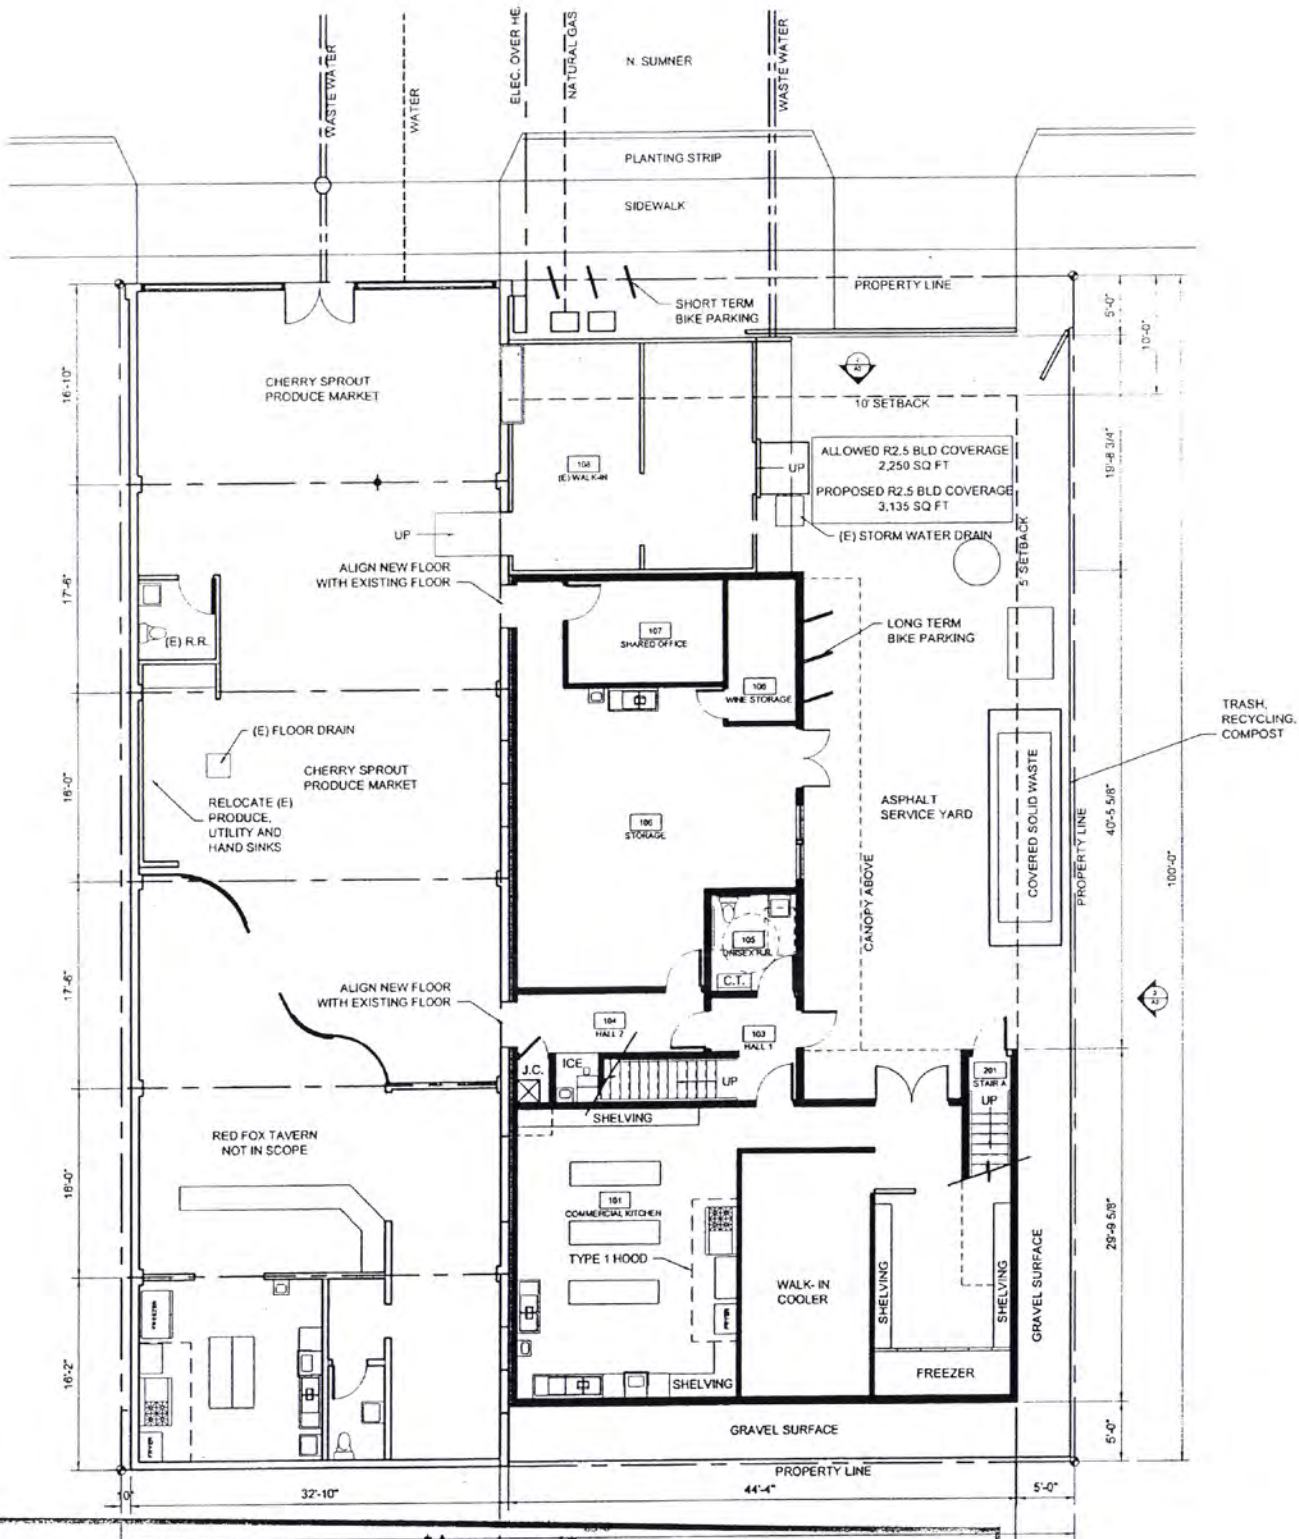 ELEC. OVER HE.
NATURAL GAS
N. SUMNER
WASTE WATER
WATER
WASTE WATER
PLANTING STRIP
SIDEWALK
SHORT TERM
BIKE PARKING
PROPERTY LINE
5'-0"
10'-0"
CHERRY SPROUT
PRODUCE MARKET
16'-10"
10' SETBACK
108
(E) WALK-IN
UP
ALLOWED R2.5 BLD COVERAGE
2,250 SQ FT
PROPOSED R2.5 BLD COVERAGE
3,135 SQ FT
19'-8 3/4"
UP
(E) STORM WATER DRAIN
5' SETBACK
ALIGN NEW FLOOR
WITH EXISTING FLOOR
17'-6"
(E) R.R.
107
SHARED OFFICE
LONG TERM
BIKE PARKING
WINE STORAGE
TRASH,
RECYCLING,
COMPOST
(E) FLOOR DRAIN
CHERRY SPROUT
PRODUCE MARKET
16'-0"
RELOCATE (E)
PRODUCE,
UTILITY AND
HAND SINKS
106
STORAGE
ASPHALT
SERVICE YARD
COVERED SOLID WASTE
PROPERTY LINE
40'-5 5/8"
100'-0"
CANOPY ABOVE
105
UNISEX R.R.
C.T.
17'-6"
ALIGN NEW FLOOR
WITH EXISTING FLOOR
104
HALL 2
103
HALL 1
J.C.
ICE
UP
201
STAIR A
UP
SHELVING
RED FOX TAVERN
NOT IN SCOPE
16'-0"
101
COMMERCIAL KITCHEN
TYPE 1 HOOD
WALK- IN
COOLER
SHELVING
SHELVING
GRAVEL SURFACE
29'-9 5/8"
FREEZER
FRYER
16'-2"
FRYER
SHELVING
FREEZER
GRAVEL SURFACE
5'-0"
PROPERTY LINE
10"
32'-10"
44'-4"
5'-0"